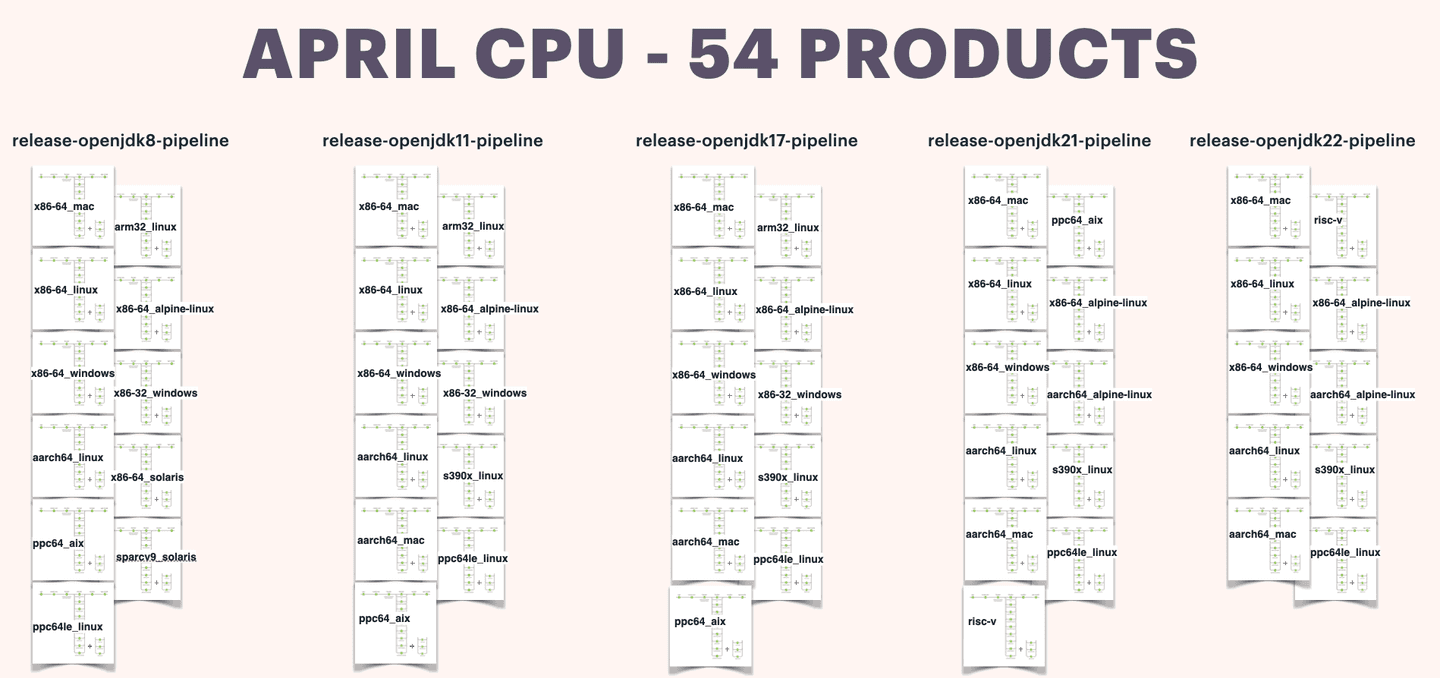 APRIL CPU - 54 PRODUCTS
release-openjdk8-pipeline
x86-64_mac
arm32_linux
x86-64_linux
x86-64_alpine-linux
x86-64_windows
x86-32_windows
aarch64_linux
x86-64_solaris
ppc64_aix
sparcv9_solaris
ppc64le_linux
release-openjdk11-pipeline
x86-64_mac
arm32_linux
x86-64_linux
x86-64_alpine-linux
x86-64_windows
x86-32_windows
aarch64_linux
s390x_linux
aarch64_mac
ppc64le_linux
ppc64_aix
release-openjdk17-pipeline
x86-64_mac
arm32_linux
x86-64_linux
x86-64_alpine-linux
x86-64_windows
x86-32_windows
aarch64_linux
s390x_linux
aarch64_mac
ppc64le_linux
ppc64_aix
release-openjdk21-pipeline
x86-64_mac
ppc64_aix
x86-64_linux
x86-64_alpine-linux
x86-64_windows
aarch64_alpine-linux
aarch64_linux
s390x_linux
aarch64_mac
ppc64le_linux
risc-v
release-openjdk22-pipeline
x86-64_mac
risc-v
x86-64_linux
x86-64_alpine-linux
x86-64_windows
aarch64_alpine-linux
aarch64_linux
s390x_linux
aarch64_mac
ppc64le_linux